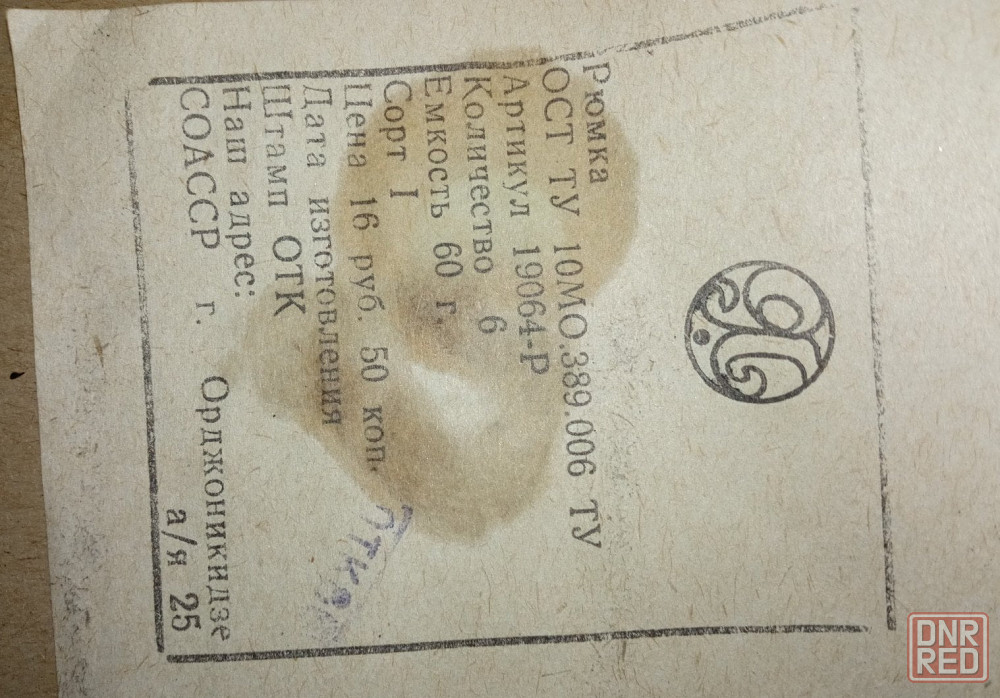 Рюмка
ОСТ ТУ 10МО.389.006 ТУ
Артикул 19064-Р
Количество 6
Емкость 60 г.
Сорт I
Цена 16 руб. 50 коп.
Дата изготовления
Штамп ОТК
Наш адрес:
СОАССР г. Орджоникидзе
а/я 25
DNR
RED